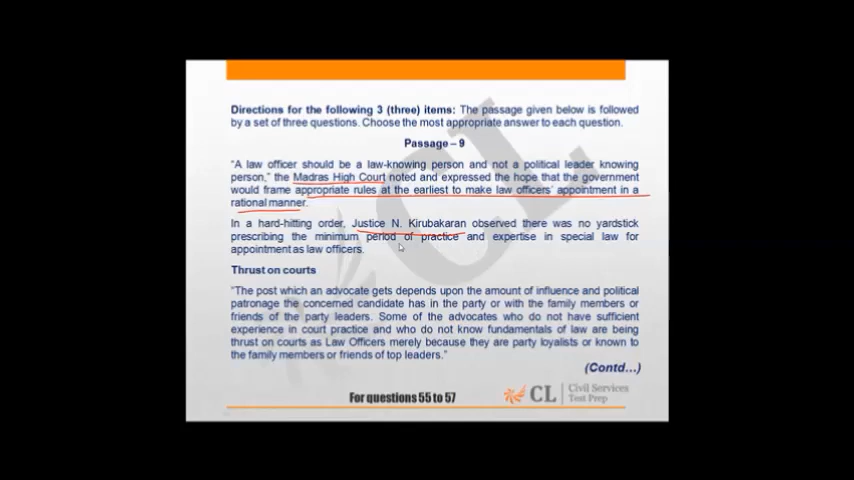 Directions for the following 3 (three) items: The passage given below is followed
by a set of three questions. Choose the most appropriate answer to each question.
Passage – 9
“A law officer should be a law-knowing person and not a political leader knowing
person,” the Madras High Court noted and expressed the hope that the government
would frame appropriate rules at the earliest to make law officers’ appointment in a
rational manner.
In a hard-hitting order, Justice N. Kirubakaran observed there was no yardstick
prescribing the minimum period of practice and expertise in special law for
appointment as law officers.
Thrust on courts
“The post which an advocate gets depends upon the amount of influence and political
patronage the concerned candidate has in the party or with the family members or
friends of the party leaders. Some of the advocates who do not have sufficient
experience in court practice and who do not know fundamentals of law are being
thrust on courts as Law Officers merely because they are party loyalists or known to
the family members or friends of top leaders.”
(Contd...)
For questions 55 to 57
CL Civil Services
Test Prep
CL